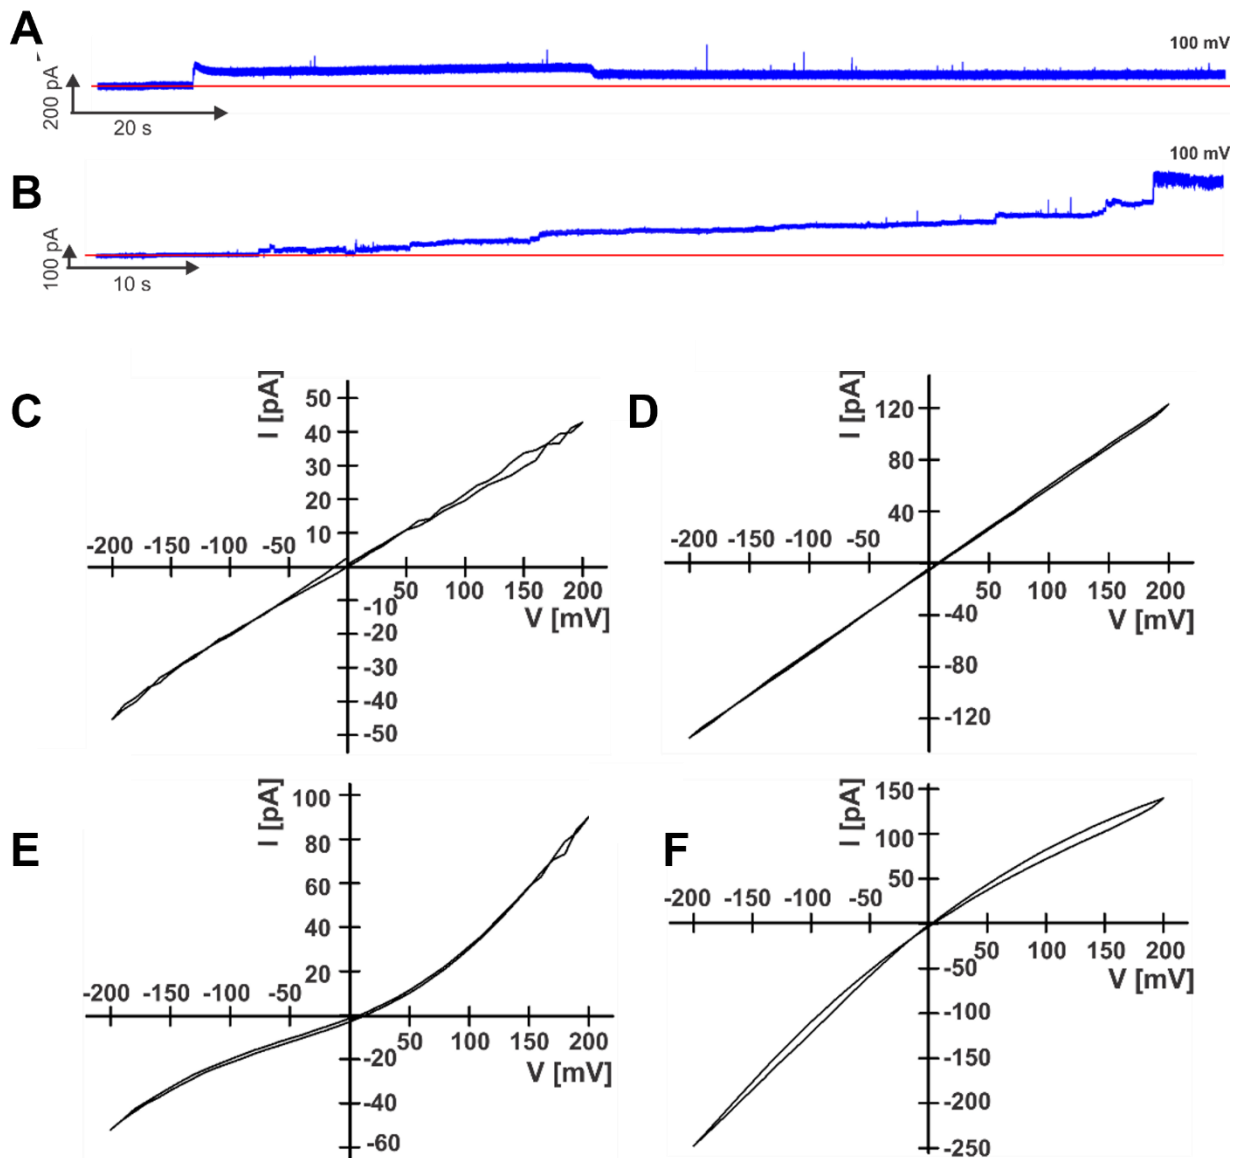 A
100 mV
200 pA
20 s
B
100 mV
100 pA
10 s
C
I [pA]
50
40
30
20
10
-200 -150 -100 -50
50 100 150 200
V [mV]
-10
-20
-30
-40
-50
D
I [pA]
120
80
40
-200 -150 -100 -50
50 100 150 200
V [mV]
-40
-80
-120
E
I [pA]
100
80
60
40
20
-200 -150 -100 -50
50 100 150 200
V [mV]
-20
-40
-60
F
I [pA]
150
100
50
-200 -150 -100 -50
50 100 150 200
V [mV]
-50
-100
-150
-200
-250